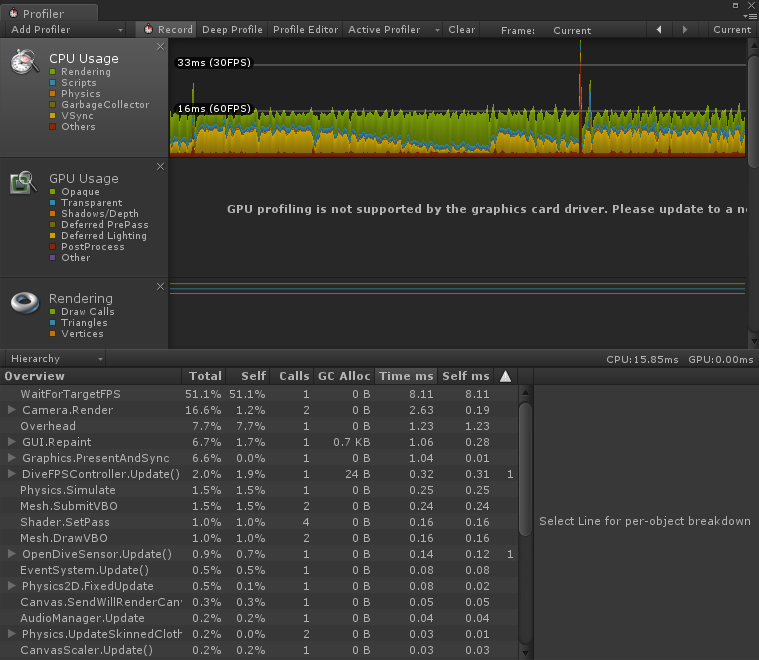 Profiler
Add Profiler Record Deep Profile Profile Editor Active Profiler Clear Frame: Current Current
CPU Usage
Rendering
Scripts
Physics
GarbageCollector
VSync
Others
33ms (30FPS)
16ms (60FPS)
GPU Usage
Opaque
Transparent
Shadows/Depth
Deferred PrePass
Deferred Lighting
PostProcess
Other
GPU profiling is not supported by the graphics card driver. Please update to a
Rendering
Draw Calls
Triangles
Vertices
Hierarchy CPU:15.85ms GPU:0.00ms
Overview Total Self Calls GC Alloc Time ms Self ms
WaitForTargetFPS 51.1% 51.1% 1 0 B 8.11 8.11
Camera.Render 16.6% 1.2% 2 0 B 2.63 0.19
Overhead 7.7% 7.7% 1 0 B 1.23 1.23
GUI.Repaint 6.7% 1.7% 1 0.7 KB 1.06 0.28
Graphics.PresentAndSync 6.6% 0.0% 1 0 B 1.04 0.01
DiveFPSController.Update() 2.0% 1.9% 1 24 B 0.32 0.31 1
Physics.Simulate 1.5% 1.5% 1 0 B 0.25 0.25
Mesh.SubmitVBO 1.5% 1.5% 2 0 B 0.24 0.24
Shader.SetPass 1.0% 1.0% 4 0 B 0.16 0.16
Mesh.DrawVBO 1.0% 1.0% 2 0 B 0.16 0.16
OpenDiveSensor.Update() 0.9% 0.7% 1 0 B 0.14 0.12 1
EventSystem.Update() 0.5% 0.5% 1 0 B 0.08 0.08
Physics2D.FixedUpdate 0.5% 0.1% 1 0 B 0.08 0.02
Canvas.SendWillRenderCan 0.3% 0.3% 1 0 B 0.05 0.05
AudioManager.Update 0.2% 0.2% 1 0 B 0.04 0.04
Physics.UpdateSkinnedCloth 0.2% 0.0% 2 0 B 0.03 0.01
CanvasScaler.Update() 0.2% 0.2% 1 0 B 0.03 0.03
Select Line for per-object breakdown